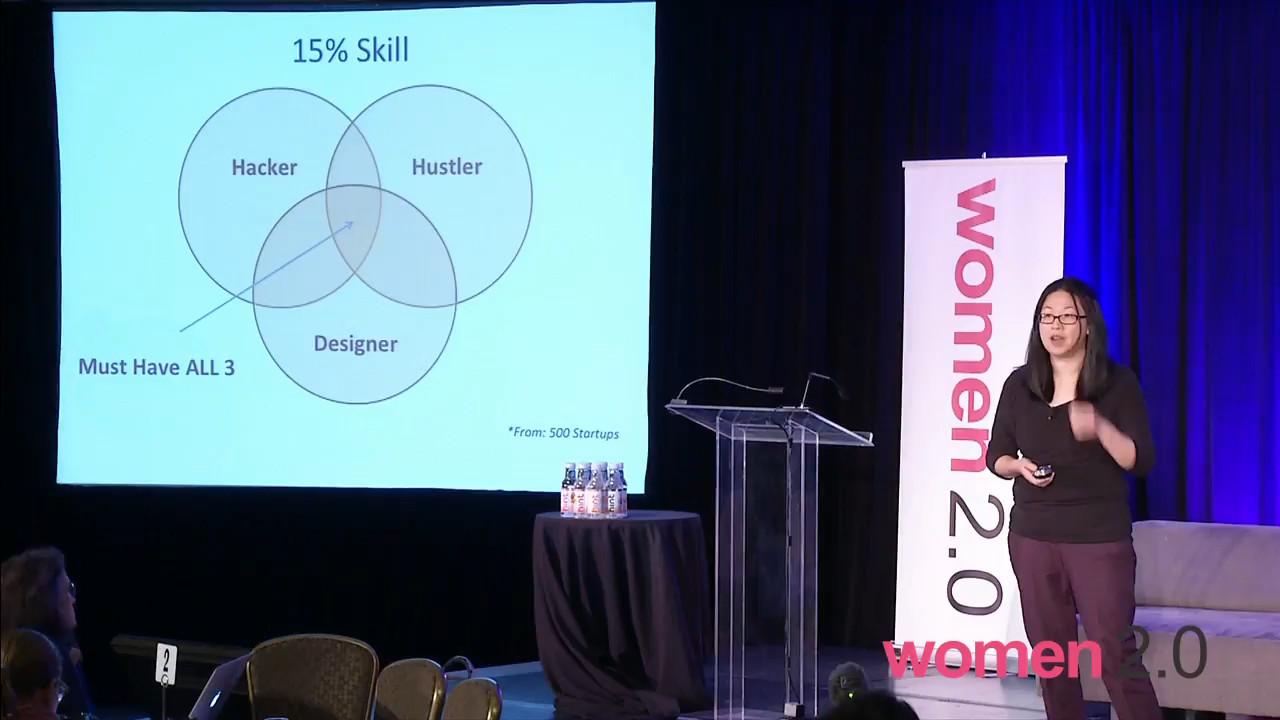 15% Skill
Hacker
Hustler
Designer
Must Have ALL 3
*From: 500 Startups
women 2.0
2
women 2.0